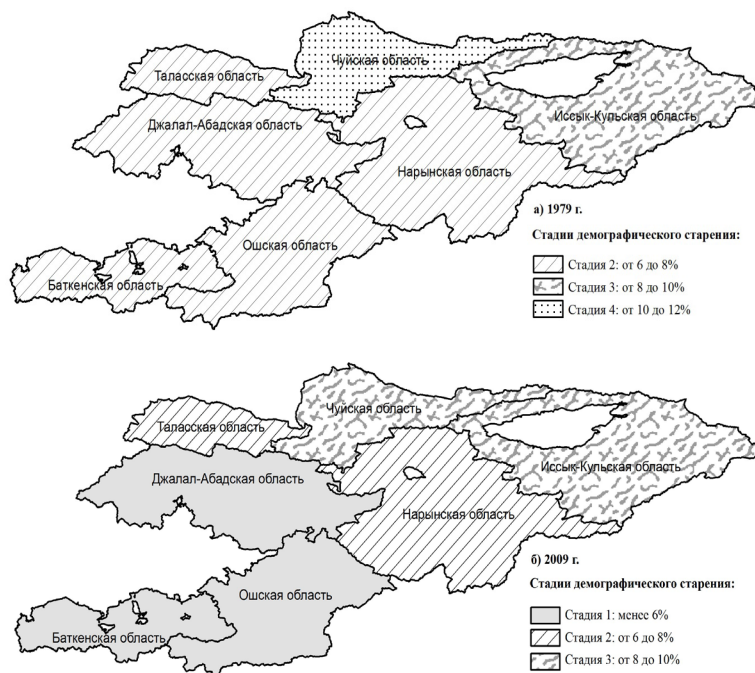 Чуйская область
Таласская область
Джалал-Абадская область
Иссык-Кульская область
Нарынская область
Ошская область
Баткенская область
а) 1979 г.
Стадии демографического старения:
Стадия 2: от 6 до 8%
Стадия 3: от 8 до 10%
Стадия 4: от 10 до 12%
Чуйская область
Таласская область
Джалал-Абадская область
Иссык-Кульская область
Нарынская область
Ошская область
Баткенская область
б) 2009 г.
Стадии демографического старения:
Стадия 1: менее 6%
Стадия 2: от 6 до 8%
Стадия 3: от 8 до 10%